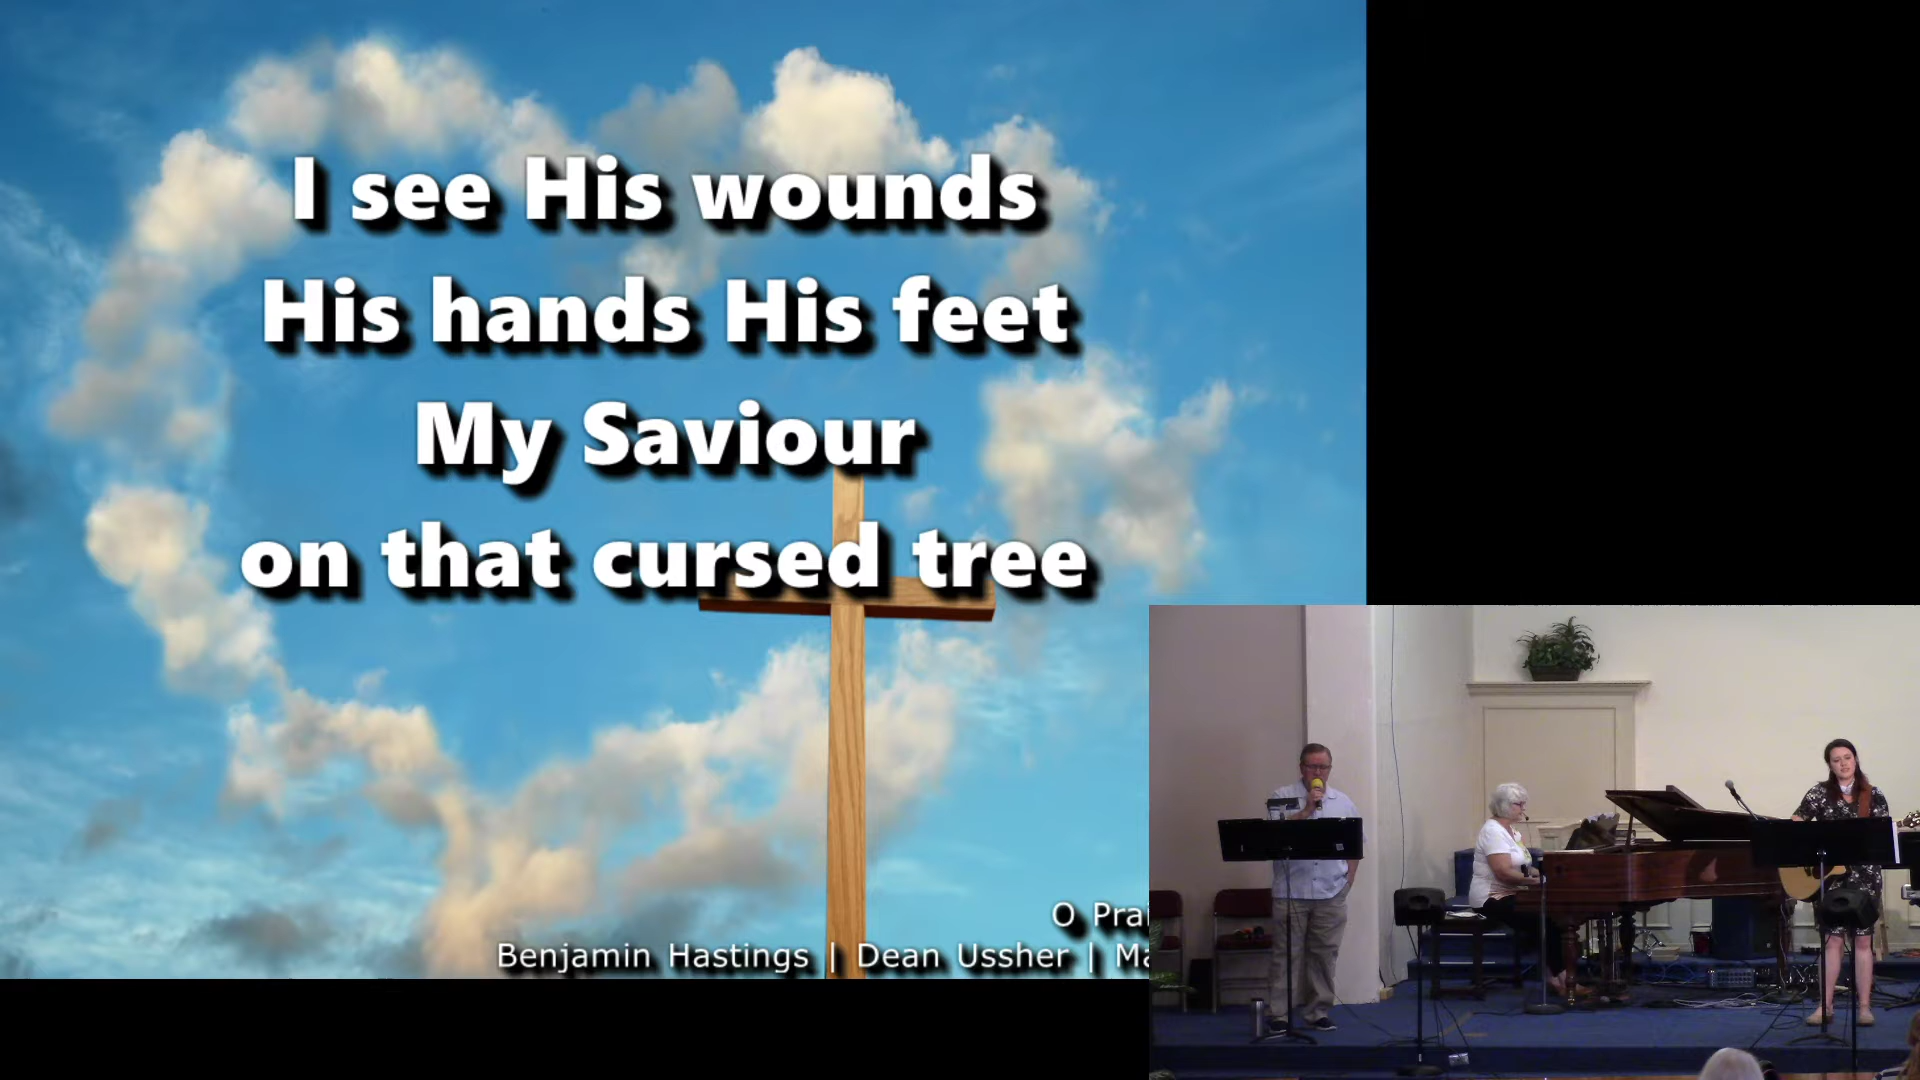 I see His wounds
His hands His feet
My Saviour
on that cursed tree
O
Benjamin Hastings | Dean Ussher |